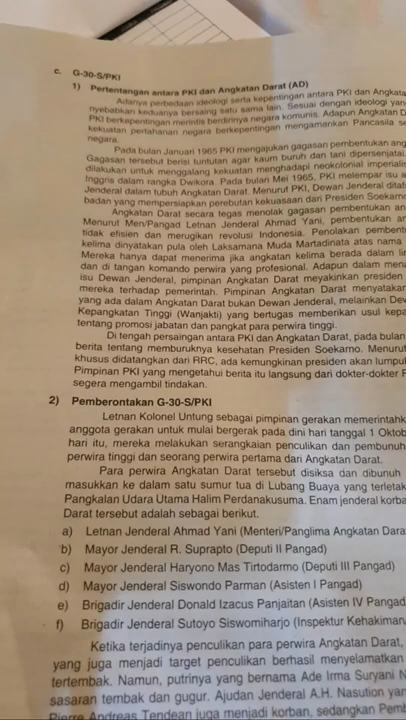 c. G-30-S/PKI
1) Pertentangan antara PKI dan Angkatan Darat (AD)
Adanya perbedaan ideologi serta kepentingan antara PKI dan Angkata
nyebabkan keduanya bersaing satu sama lain. Sesuai dengan ideologi yan
PKI berkepentingan merintis berdirinya negara komunis. Adapun Angkatan D
kekuatan pertahanan negara berkepentingan mengamankan Pancasila se
negara.
Pada bulan Januari 1965 PKI mengajukan gagasan pembentukan ang
Gagasan tersebut berisi tuntutan agar kaum buruh dan tani dipersenjatai.
dilakukan untuk menggalang kekuatan menghadapi neokolonial imperialis
Inggris dalam rangka Dwikora. Pada bulan Mei 1965, PKI melempar isu a
Jenderal dalam tubuh Angkatan Darat. Menurut PKI, Dewan Jenderal ditaf
badan yang mempersiapkan perebutan kekuasaan dari Presiden Soekarno
Angkatan Darat secara tegas menolak gagasan pembentukan an
Menurut Men/Pangad Letnan Jenderal Ahmad Yani, pembentukan an
tidak efisien dan merugikan revolusi Indonesia. Penolakan pembent
kelima dinyatakan pula oleh Laksamana Muda Martadinata atas nama
Mereka hanya dapat menerima jika angkatan kelima berada dalam lin
dan di tangan komando perwira yang profesional. Adapun dalam mena
isu Dewan Jenderal, pimpinan Angkatan Darat meyakinkan presiden
mereka terhadap pemerintah. Pimpinan Angkatan Darat menyatakar
yang ada dalam Angkatan Darat bukan Dewan Jenderal, melainkan Dev
Kepangkatan Tinggi (Wanjakti) yang bertugas memberikan usul kepa
tentang promosi jabatan dan pangkat para perwira tinggi.
Di tengah persaingan antara PKI dan Angkatan Darat, pada bulan
berita tentang memburuknya kesehatan Presiden Soekarno. Menurut
khusus didatangkan dari RRC, ada kemungkinan presiden akan lumpul
Pimpinan PKI yang mengetahui berita itu langsung dari dokter-dokter F
segera mengambil tindakan.
2) Pemberontakan G-30-S/PKI
Letnan Kolonel Untung sebagai pimpinan gerakan memerintahk
anggota gerakan untuk mulai bergerak pada dini hari tanggal 1 Oktob
hari itu, mereka melakukan serangkaian penculikan dan pembunuh
perwira tinggi dan seorang perwira pertama dari Angkatan Darat.
Para perwira Angkatan Darat tersebut disiksa dan dibunuh
masukkan ke dalam satu sumur tua di Lubang Buaya yang terletak
Pangkalan Udara Utama Halim Perdanakusuma. Enam jenderal korba
Darat tersebut adalah sebagai berikut.
a) Letnan Jenderal Ahmad Yani (Menteri/Panglima Angkatan Dara
b) Mayor Jenderal R. Suprapto (Deputi II Pangad)
c) Mayor Jenderal Haryono Mas Tirtodarmo (Deputi III Pangad)
d) Mayor Jenderal Siswondo Parman (Asisten I Pangad)
e) Brigadir Jenderal Donald Izacus Panjaitan (Asisten IV Pangad
f) Brigadir Jenderal Sutoyo Siswomiharjo (Inspektur Kehakiman
Ketika terjadinya penculikan para perwira Angkatan Darat,
yang juga menjadi target penculikan berhasil menyelamatkan
tertembak. Namun, putrinya yang bernama Ade Irma Suryani N
sasaran tembak dan gugur. Ajudan Jenderal A.H. Nasution yar
Pierre Andreas Tendean juga menjadi korban, sedangkan Pemb